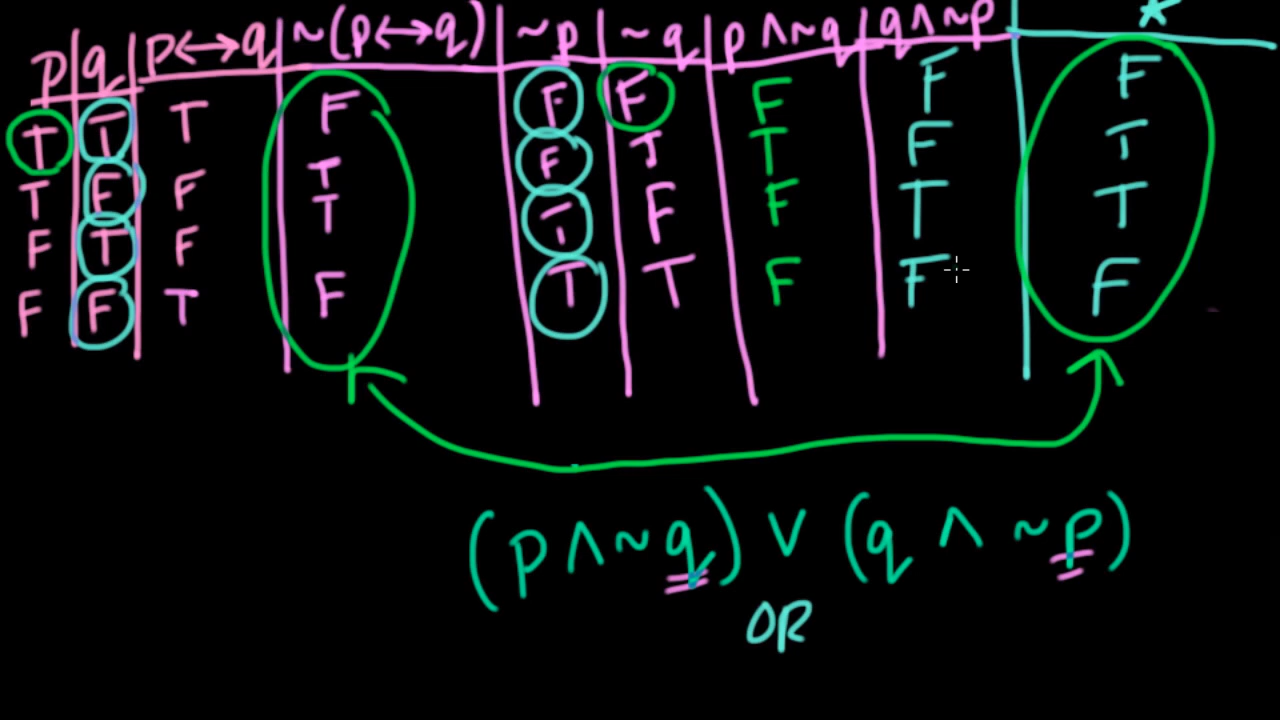 p q p↔q ~(p↔q) ~p ~q p∧~q q∧~p *
T T T F F F F F F
T F F T F T T F T
F T F T T F F T T
F F T F T T F F F
(p∧~q)∨(q∧~p)
OR